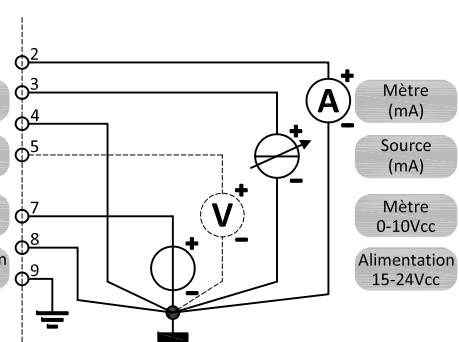 2
3
4
5
7
8
9
A
V
+
-
+
-
+
-
+
-
Mètre
(mA)
Source
(mA)
Mètre
0-10Vcc
Alimentation
15-24Vcc
n